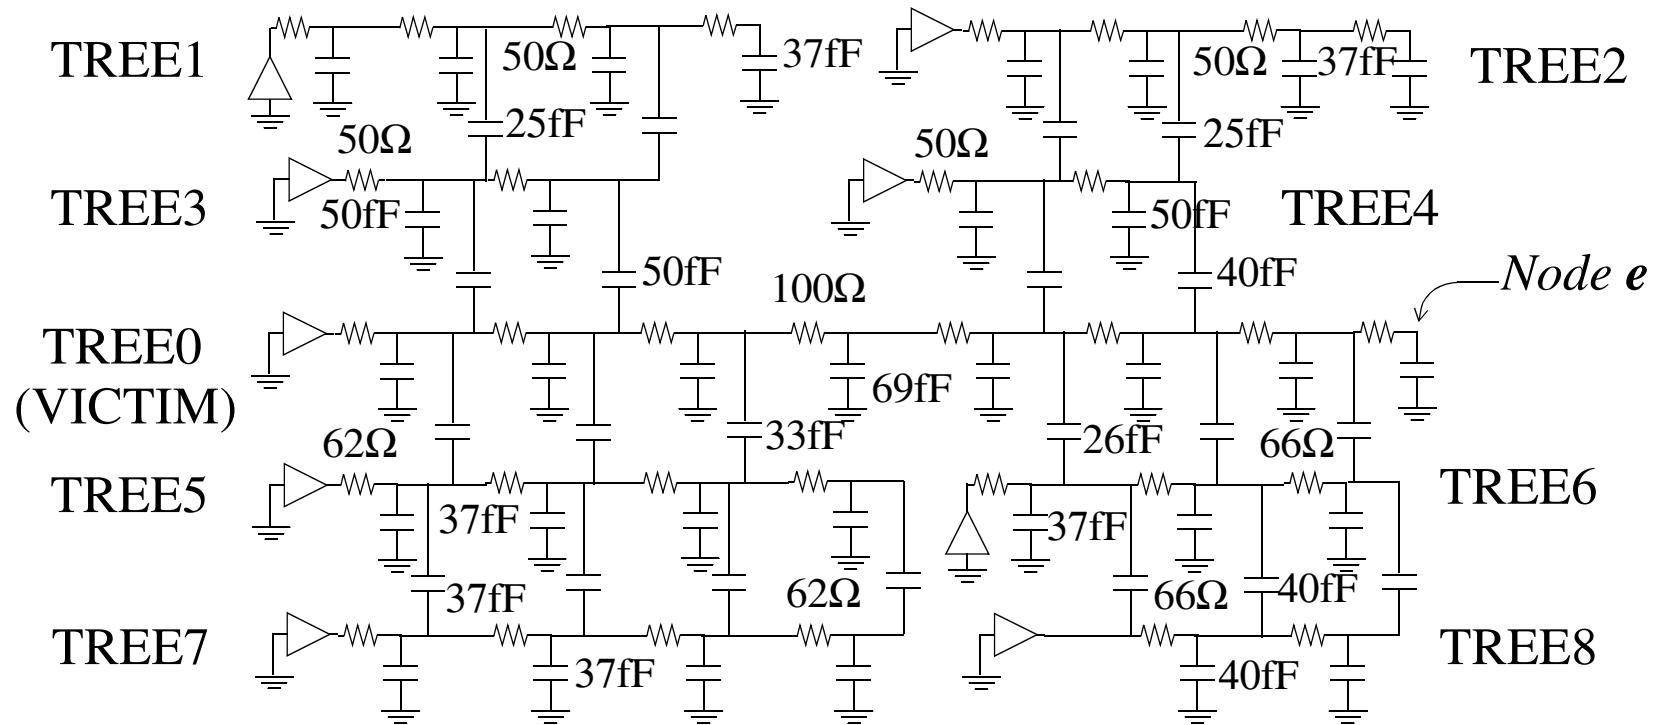 TREE1 50Ω 37fF 50Ω 37fF TREE2
25fF 25fF
50Ω 50Ω
TREE3 50fF 50fF TREE4
50fF 100Ω 40fF Node e
TREE0
(VICTIM) 69fF
62Ω 33fF 26fF 66Ω
TREE5 37fF 37fF TREE6
37fF 62Ω 66Ω 40fF
TREE7 37fF 40fF TREE8